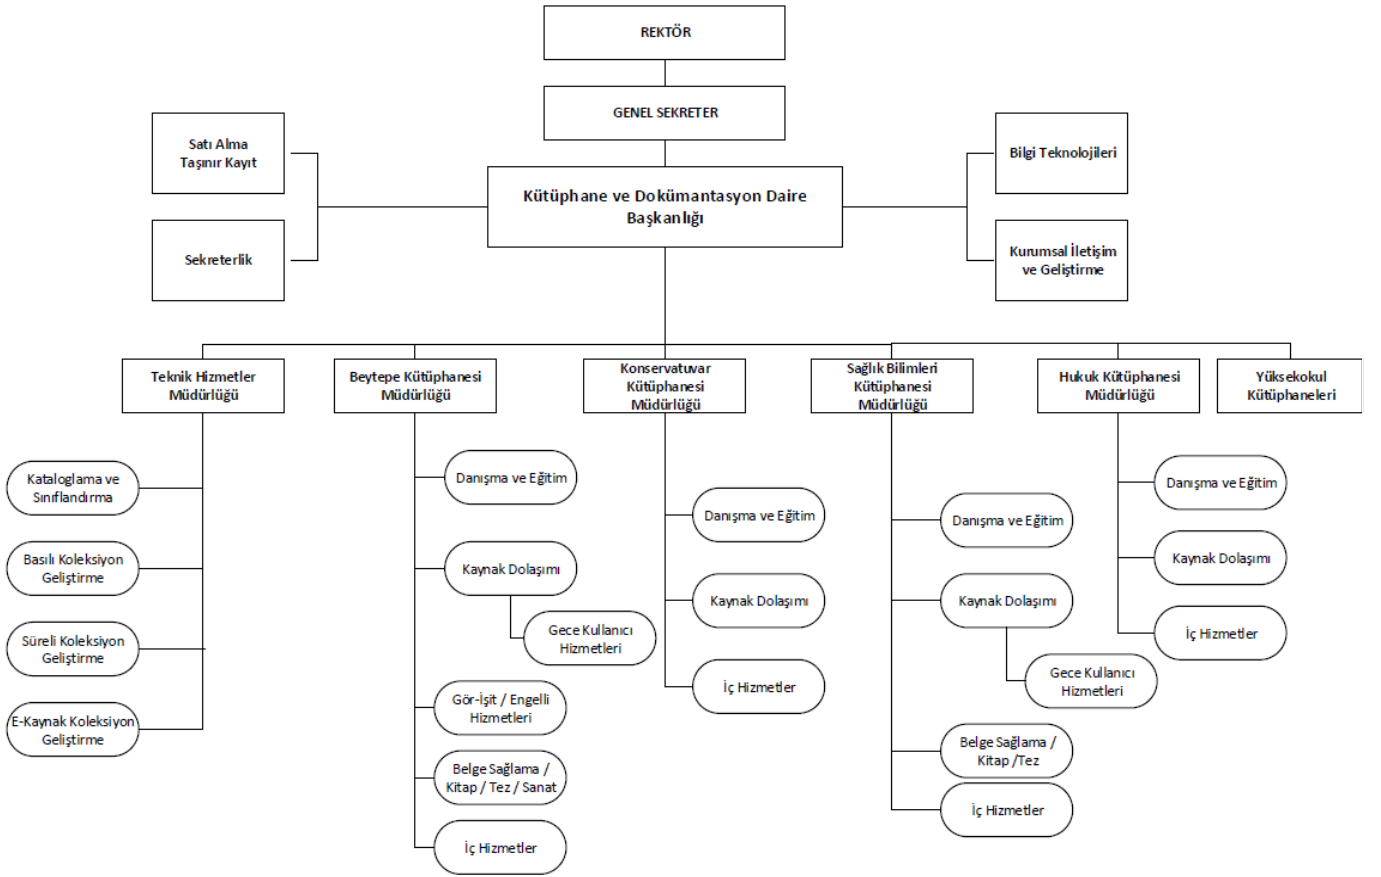 REKTÖR
GENEL SEKRETER
Satı Alma
Taşınır Kayıt
Bilgi Teknolojileri
Kütüphane ve Dokümantasyon Daire
Başkanlığı
Sekreterlik
Kurumsal İletişim
ve Geliştirme
Teknik Hizmetler
Müdürlüğü
Beytepe Kütüphanesi
Müdürlüğü
Konservatuvar
Kütüphanesi
Müdürlüğü
Sağlık Bilimleri
Kütüphanesi
Müdürlüğü
Hukuk Kütüphanesi
Müdürlüğü
Yüksekokul
Kütüphaneleri
Kataloglama ve
Sınıflandırma
Basılı Koleksiyon
Geliştirme
Süreli Koleksiyon
Geliştirme
E-Kaynak Koleksiyon
Geliştirme
Danışma ve Eğitim
Kaynak Dolaşımı
Gece Kullanıcı
Hizmetleri
Gör-İşit / Engelli
Hizmetleri
Belge Sağlama /
Kitap / Tez / Sanat
İç Hizmetler
Danışma ve Eğitim
Kaynak Dolaşımı
İç Hizmetler
Danışma ve Eğitim
Kaynak Dolaşımı
Gece Kullanıcı
Hizmetleri
Belge Sağlama /
Kitap /Tez
İç Hizmetler
Danışma ve Eğitim
Kaynak Dolaşımı
İç Hizmetler